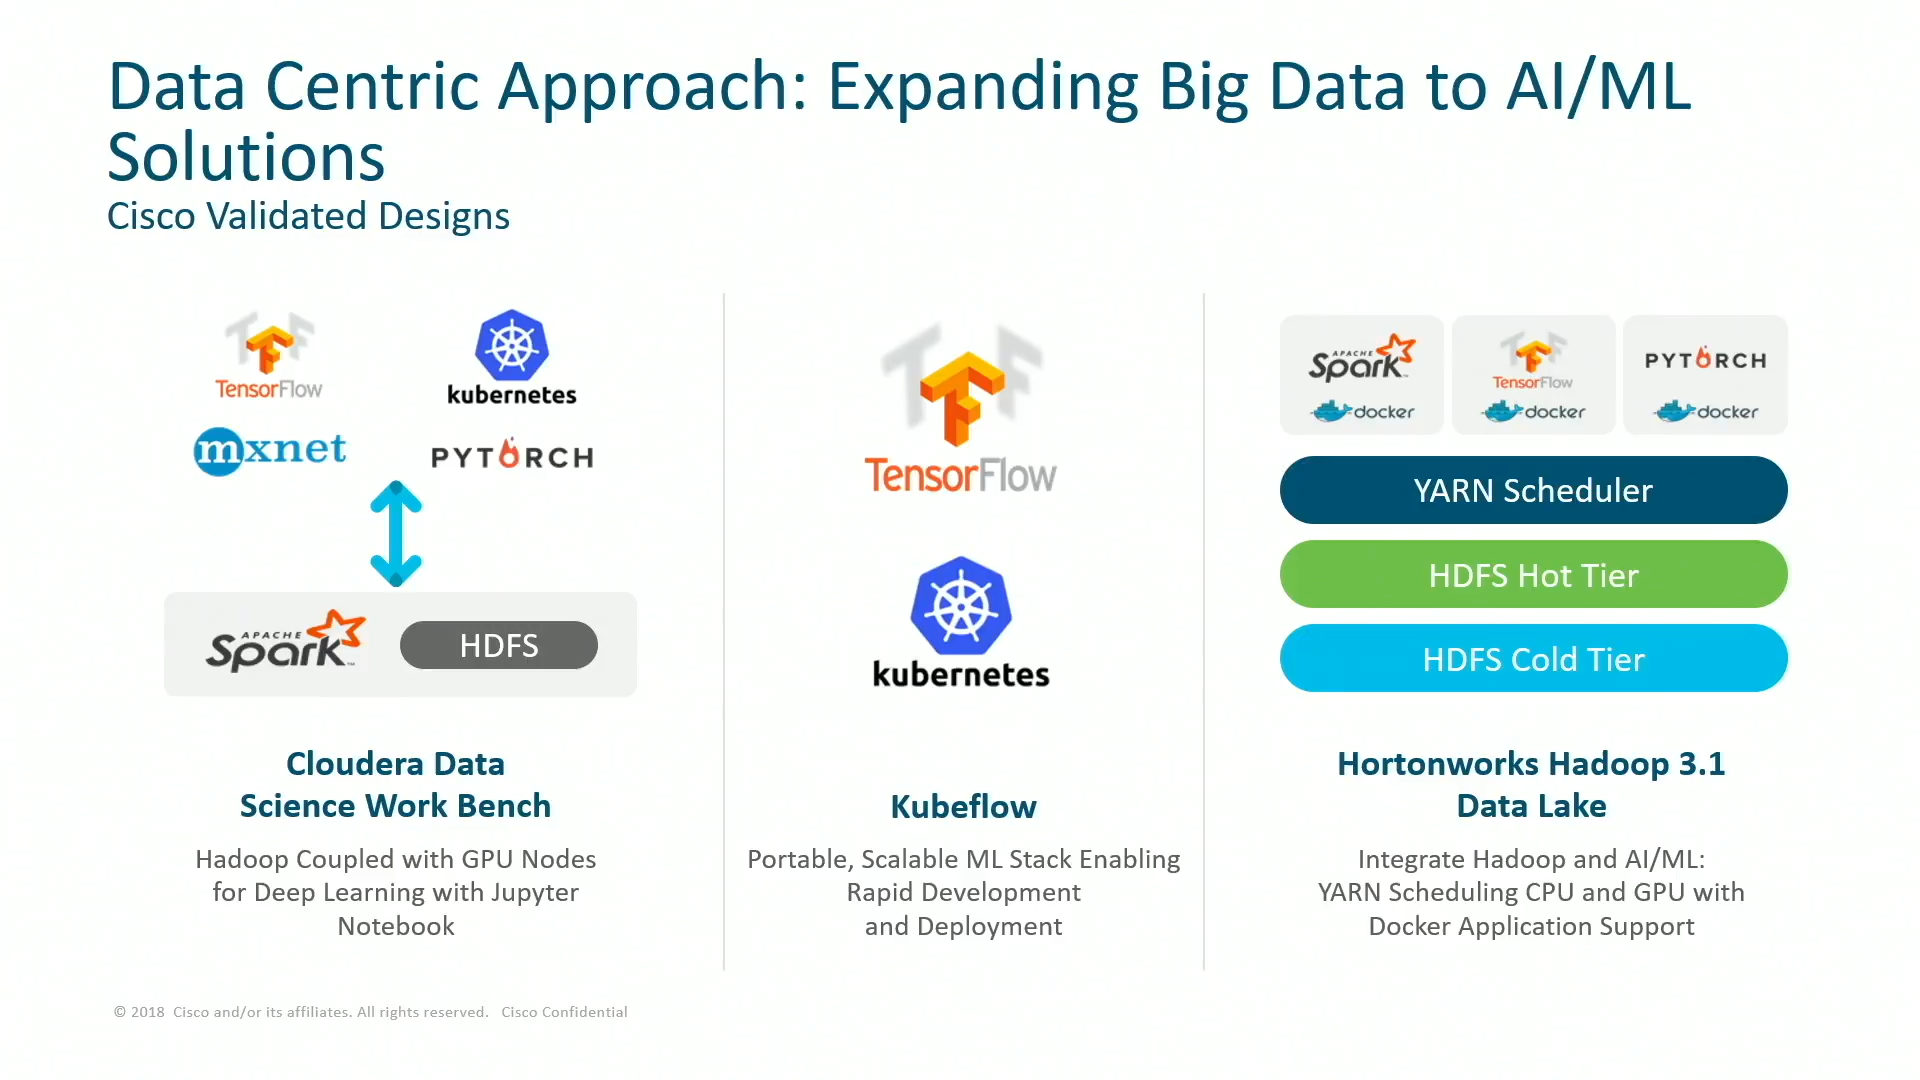 Data Centric Approach: Expanding Big Data to AI/ML
Solutions
Cisco Validated Designs
TensorFlow
kubernetes
mxnet
PYTORCH
APACHE
Spark™
HDFS
Cloudera Data
Science Work Bench
Hadoop Coupled with GPU Nodes
for Deep Learning with Jupyter
Notebook
TensorFlow
kubernetes
Kubeflow
Portable, Scalable ML Stack Enabling
Rapid Development
and Deployment
APACHE
Spark™
docker
TensorFlow
docker
PYTORCH
docker
YARN Scheduler
HDFS Hot Tier
HDFS Cold Tier
Hortonworks Hadoop 3.1
Data Lake
Integrate Hadoop and AI/ML:
YARN Scheduling CPU and GPU with
Docker Application Support
© 2018 Cisco and/or its affiliates. All rights reserved. Cisco Confidential